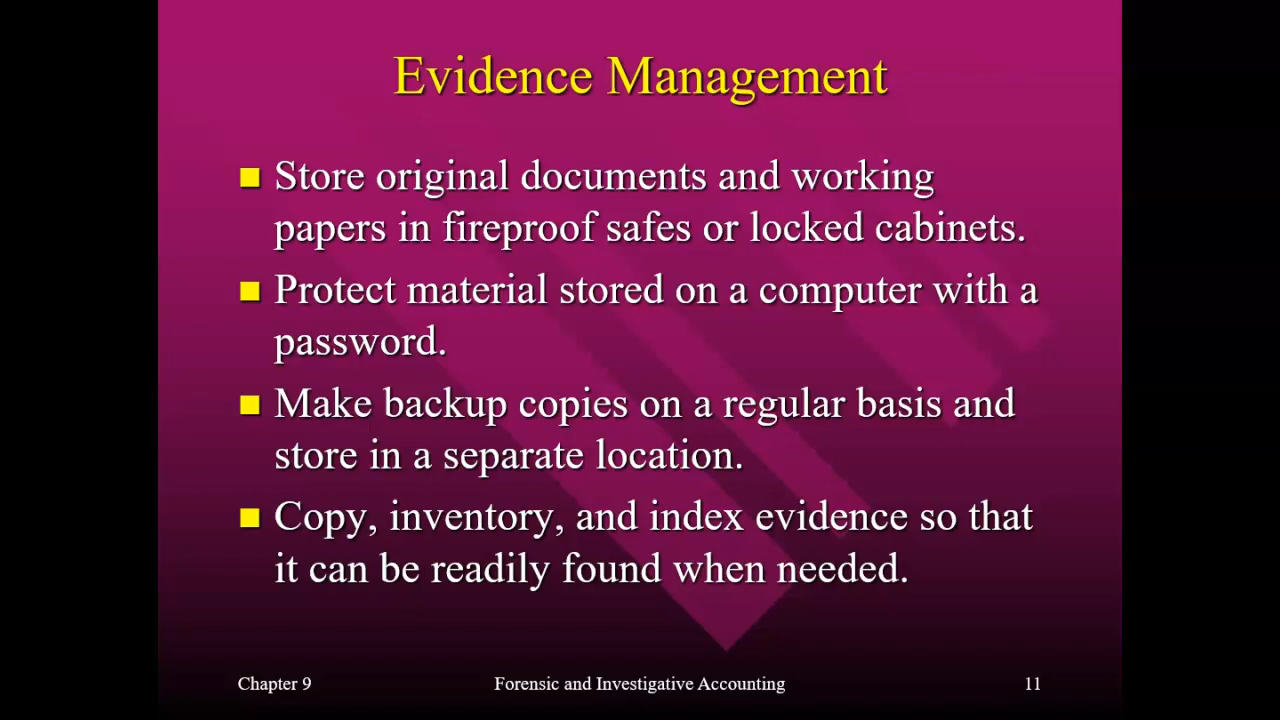 Evidence Management
Store original documents and working
papers in fireproof safes or locked cabinets.
Protect material stored on a computer with a
password.
Make backup copies on a regular basis and
store in a separate location.
Copy, inventory, and index evidence so that
it can be readily found when needed.
Chapter 9
Forensic and Investigative Accounting
11